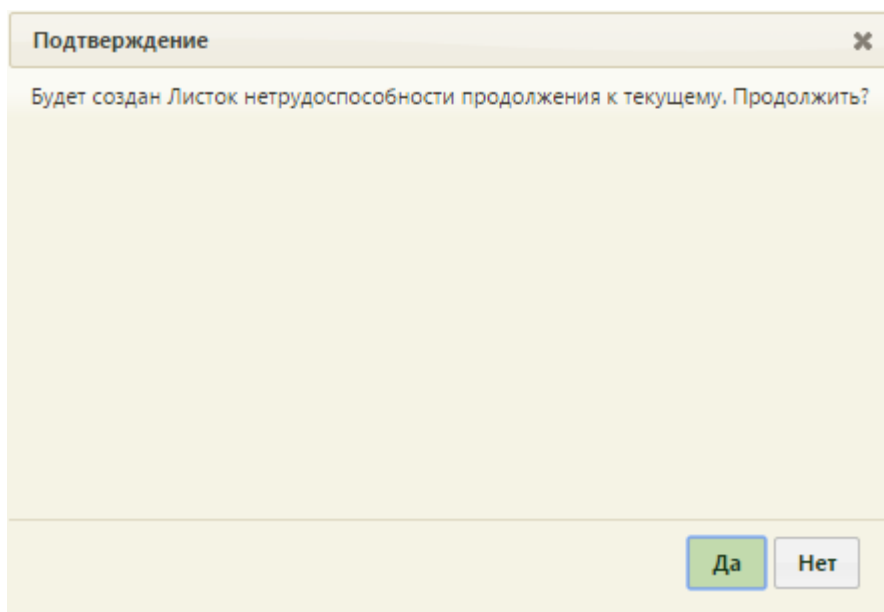 Подтверждение
Будет создан Листок нетрудоспособности продолжения к текущему. Продолжить?
Да
Нет